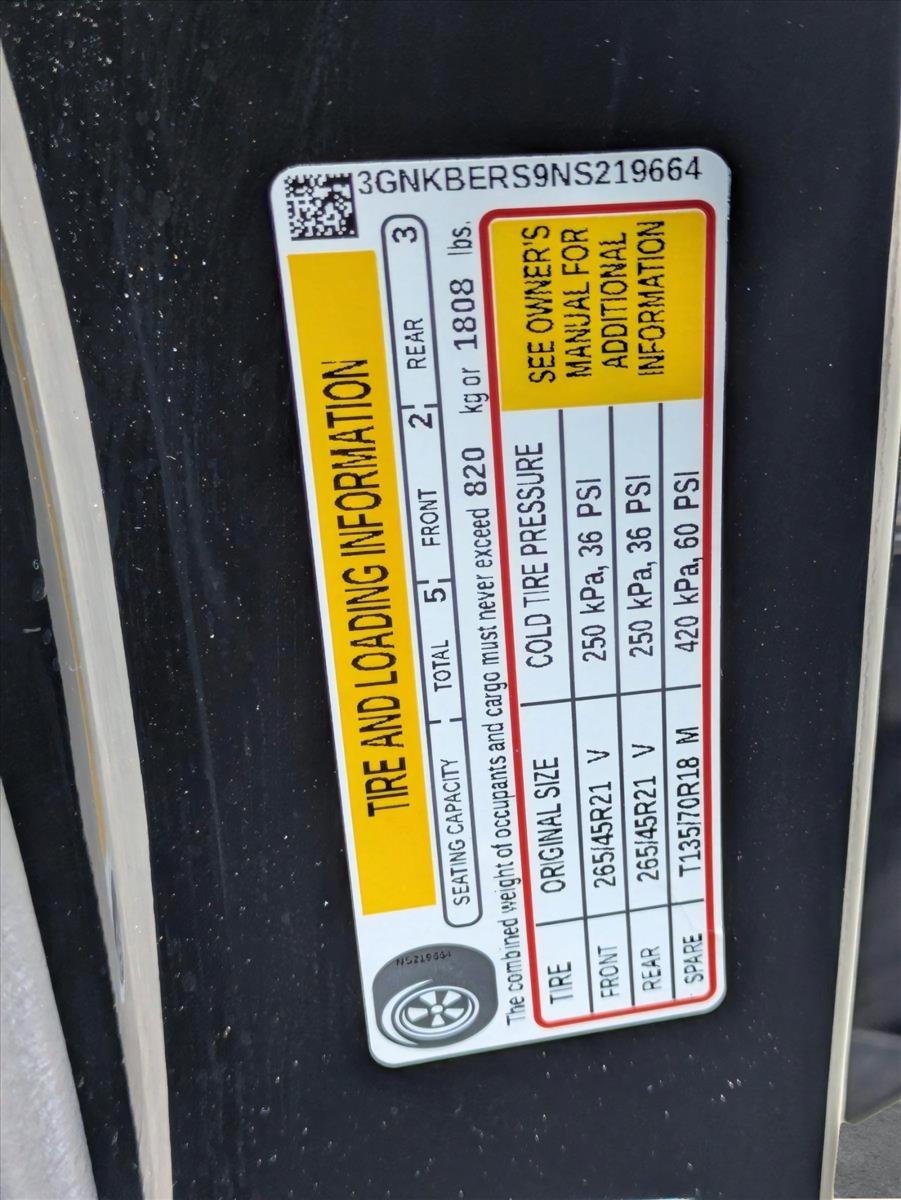 3GNKBERS9NS219664
TIRE AND LOADING INFORMATION
SEATING CAPACITY TOTAL 5 FRONT 2 REAR 3
The combined weight of occupants and cargo must never exceed 820 kg or 1808 lbs.
TIRE ORIGINAL SIZE COLD TIRE PRESSURE
FRONT 265/45R21 V 250 kPa, 36 PSI
REAR 265/45R21 V 250 kPa, 36 PSI
SPARE T135/70R18 M 420 kPa, 60 PSI
SEE OWNER'S
MANUAL FOR
ADDITIONAL
INFORMATION
NS219664